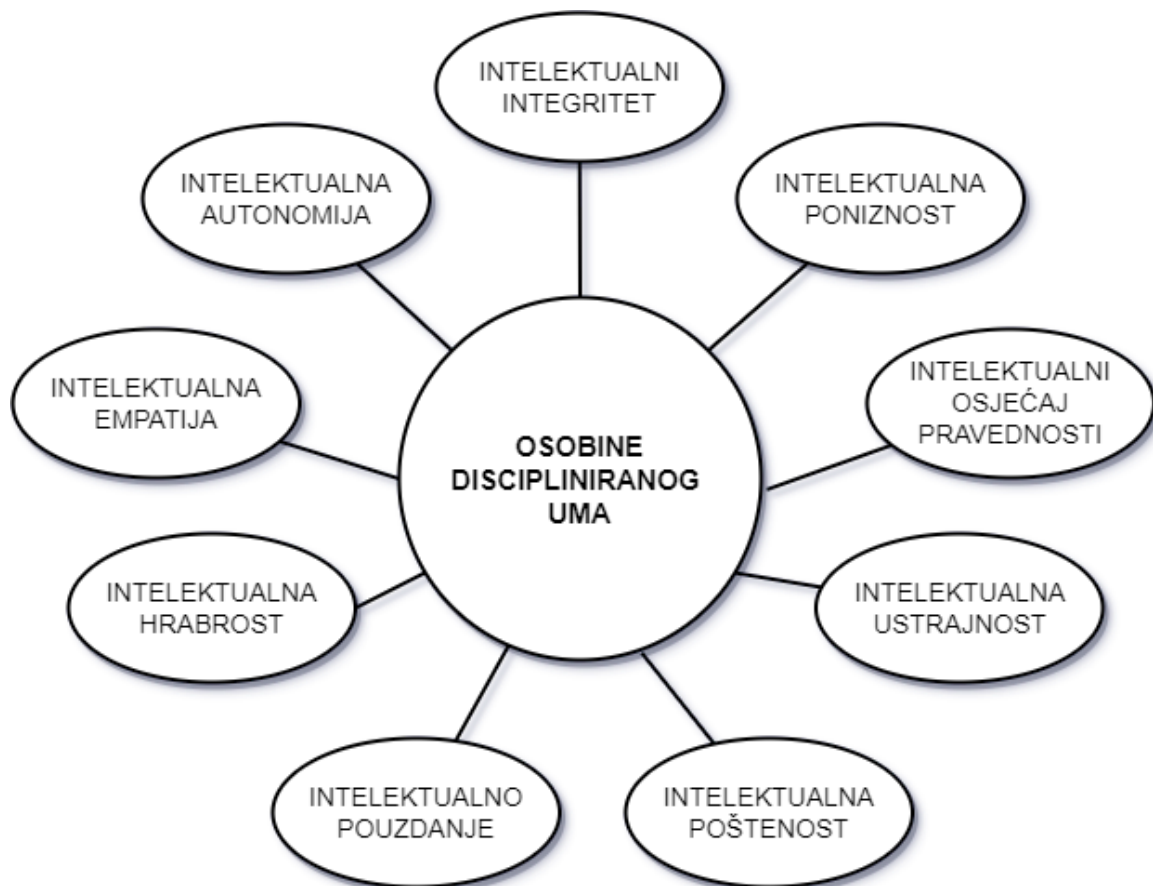 INTELEKTUALNI
INTEGRITET
INTELEKTUALNA
AUTONOMIJA
INTELEKTUALNA
PONIZNOST
INTELEKTUALNA
EMPATIJA
INTELEKTUALNI
OSJEĆAJ
PRAVEDNOSTI
OSOBINE
DISCIPLINIRANOG
UMA
INTELEKTUALNA
HRABROST
INTELEKTUALNA
USTRAJNOST
INTELEKTUALNO
POUZDANJE
INTELEKTUALNA
POŠTENOST